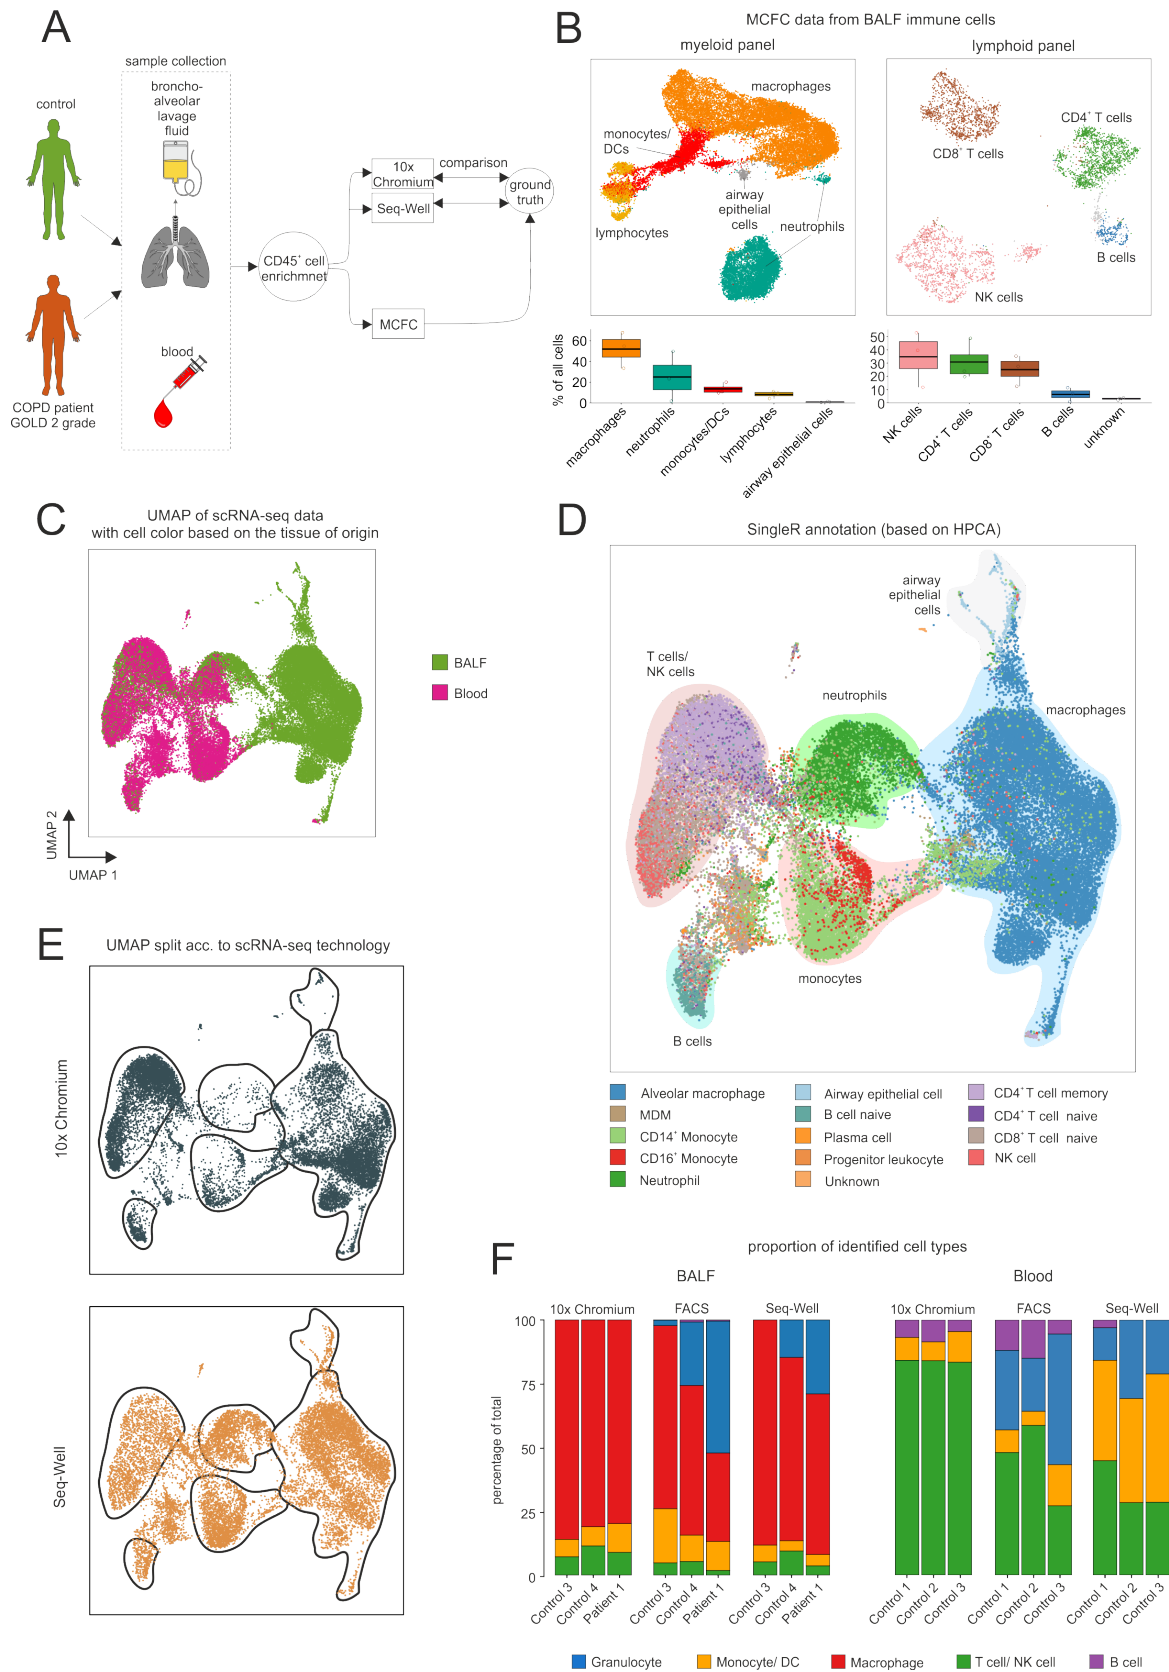 A
sample collection
control
broncho-
alveolar
lavage
fluid
blood
COPD patient
GOLD 2 grade
CD45⁺ cell
enrichmnet
10x
Chromium
Seq-Well
comparison
ground
truth
MCFC
B
MCFC data from BALF immune cells
myeloid panel
lymphoid panel
macrophages
monocytes/
DCs
airway
epithelial
cells
neutrophils
lymphocytes
CD8⁺ T cells
CD4⁺ T cells
B cells
NK cells
% of all cells
60
40
20
0
macrophages
neutrophils
monocytes/DCs
lymphocytes
airway epithelial cells
50
40
30
20
10
0
NK cells
CD4⁺ T cells
CD8⁺ T cells
B cells
unknown
C
UMAP of scRNA-seq data
with cell color based on the tissue of origin
BALF
Blood
UMAP 2
UMAP 1
D
SingleR annotation (based on HPCA)
airway
epithelial
cells
T cells/
NK cells
neutrophils
macrophages
monocytes
B cells
Alveolar macrophage
MDM
CD14⁺ Monocyte
CD16⁺ Monocyte
Neutrophil
Airway epithelial cell
B cell naive
Plasma cell
Progenitor leukocyte
Unknown
CD4⁺ T cell memory
CD4⁺ T cell naive
CD8⁺ T cell naive
NK cell
E
UMAP split acc. to scRNA-seq technology
10x Chromium
Seq-Well
F
proportion of identified cell types
BALF
Blood
10x Chromium
FACS
Seq-Well
10x Chromium
FACS
Seq-Well
percentage of total
100
75
50
25
0
Control 3
Control 4
Patient 1
Control 3
Control 4
Patient 1
Control 3
Control 4
Patient 1
Control 1
Control 2
Control 3
Control 1
Control 2
Control 3
Control 1
Control 2
Control 3
Granulocyte
Monocyte/ DC
Macrophage
T cell/ NK cell
B cell